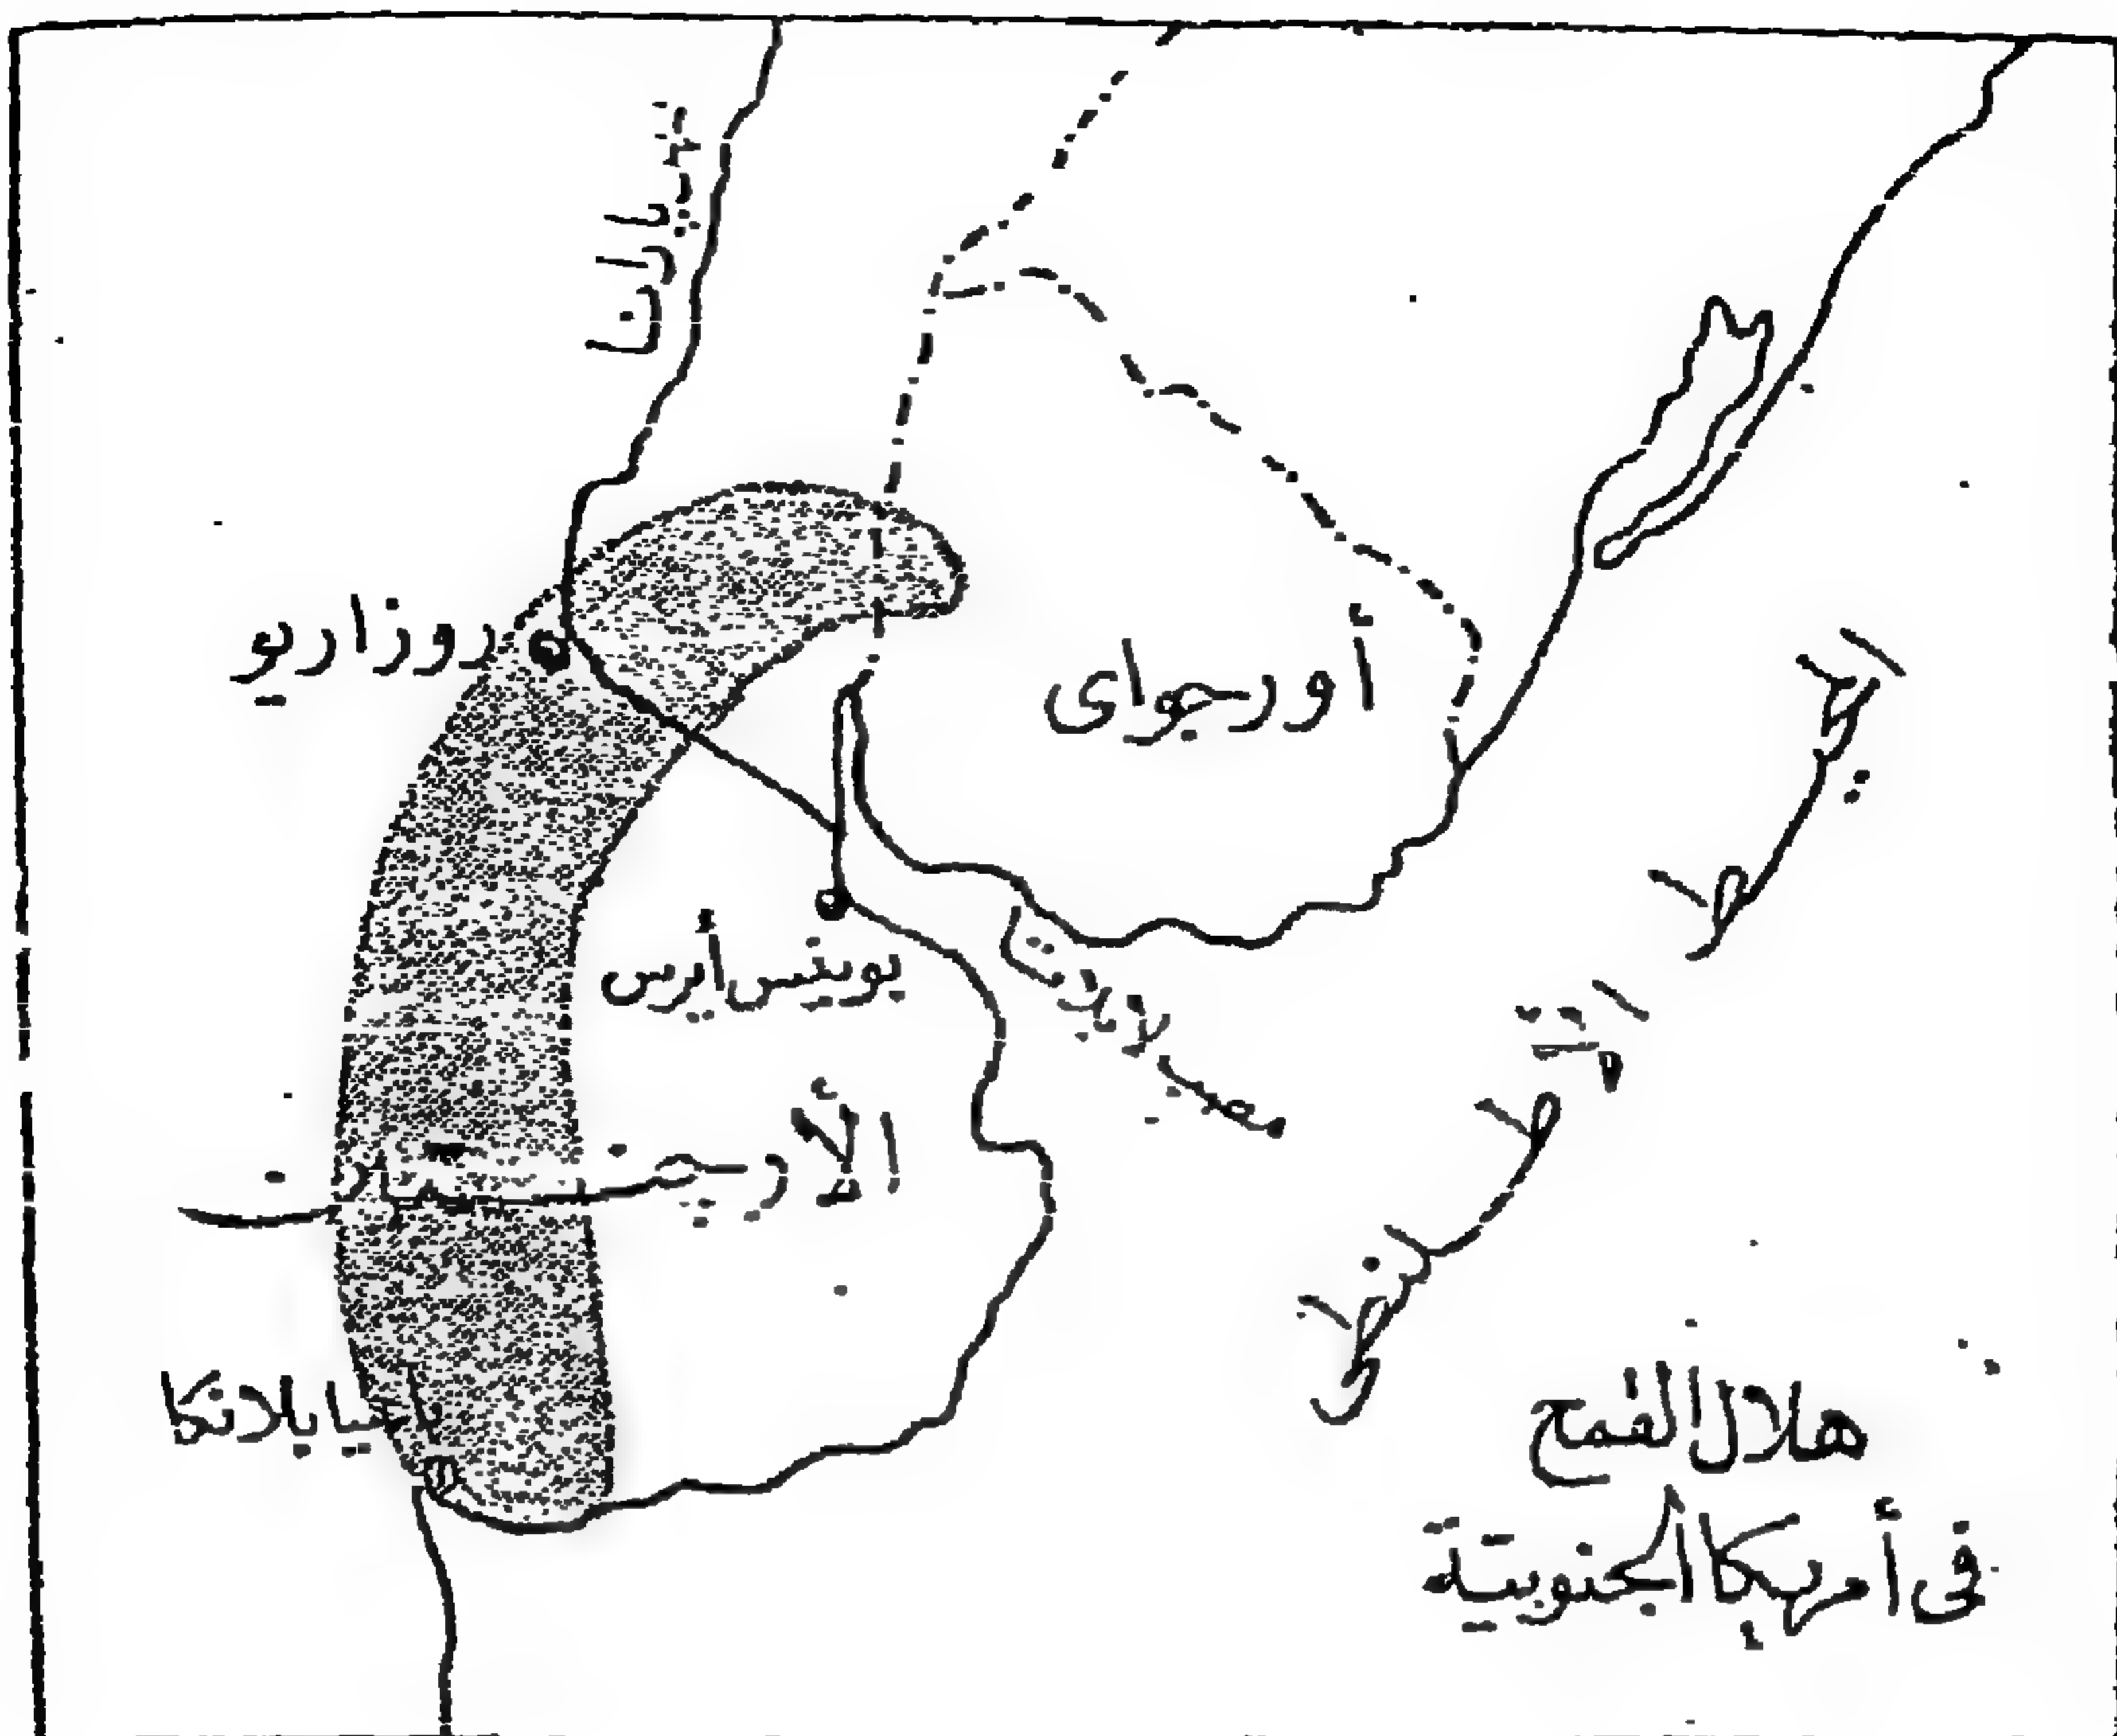 نهر بارانا
روزاريو
أورجواى
بوينس أيرس
مصب لابلاتا
الأرجنتين
باهيا بلانكا
المحيط الأطلنطى
هلال القمح
فى أمريكا الجنوبية